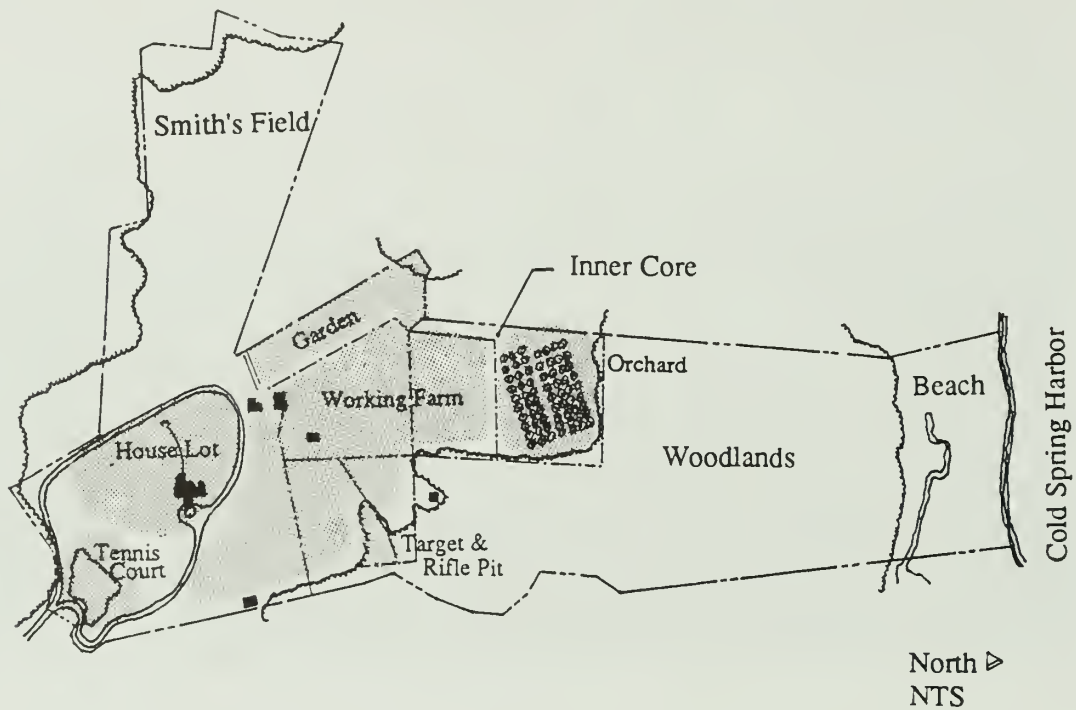 Smith's Field
Inner Core
Garden
Orchard
Working Farm
Beach
House Lot
Woodlands
Tennis
Court
Target &
Rifle Pit
Cold Spring Harbor
North
NTS